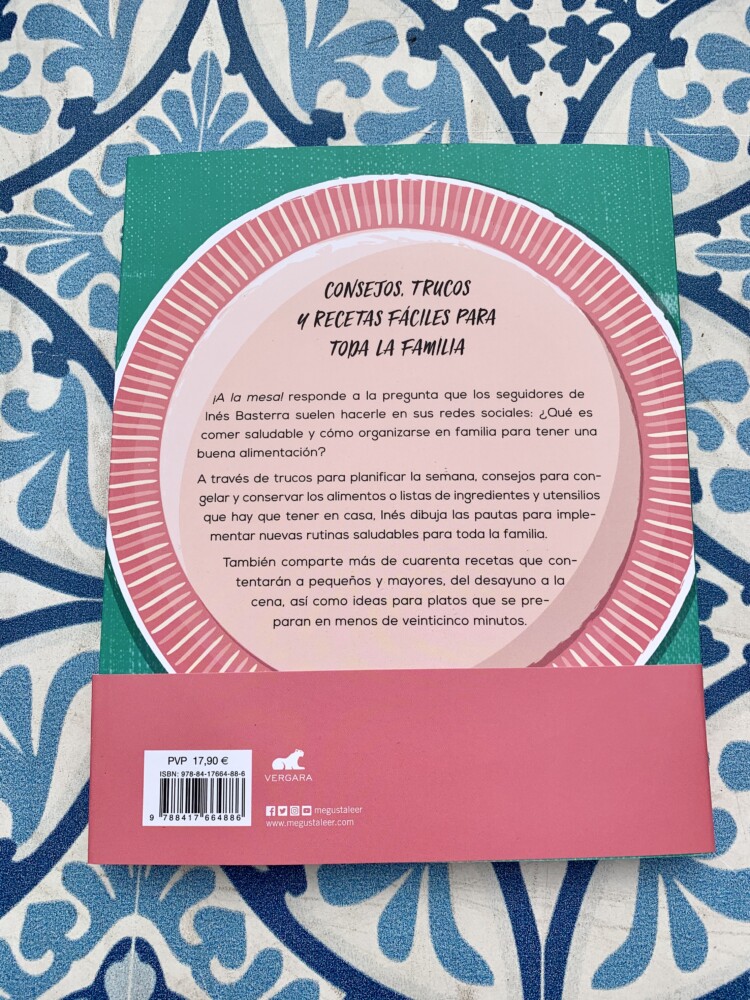 CONSEJOS, TRUCOS
Y RECETAS FÁCILES PARA
TODA LA FAMILIA
¡A la mesa! responde a la pregunta que los seguidores de
Inés Basterra suelen hacerle en sus redes sociales: ¿Qué es
comer saludable y cómo organizarse en familia para tener una
buena alimentación?
A través de trucos para planificar la semana, consejos para con-
gelar y conservar los alimentos o listas de ingredientes y utensilios
que hay que tener en casa, Inés dibuja las pautas para imple-
mentar nuevas rutinas saludables para toda la familia.
También comparte más de cuarenta recetas que con-
tentarán a pequeños y mayores, del desayuno a la
cena, así como ideas para platos que se pre-
paran en menos de veinticinco minutos.
PVP 17,90 €
ISBN: 978-84-17664-88-6
9 788417 664886
VERGARA
megustaleer
www.megustaleer.com